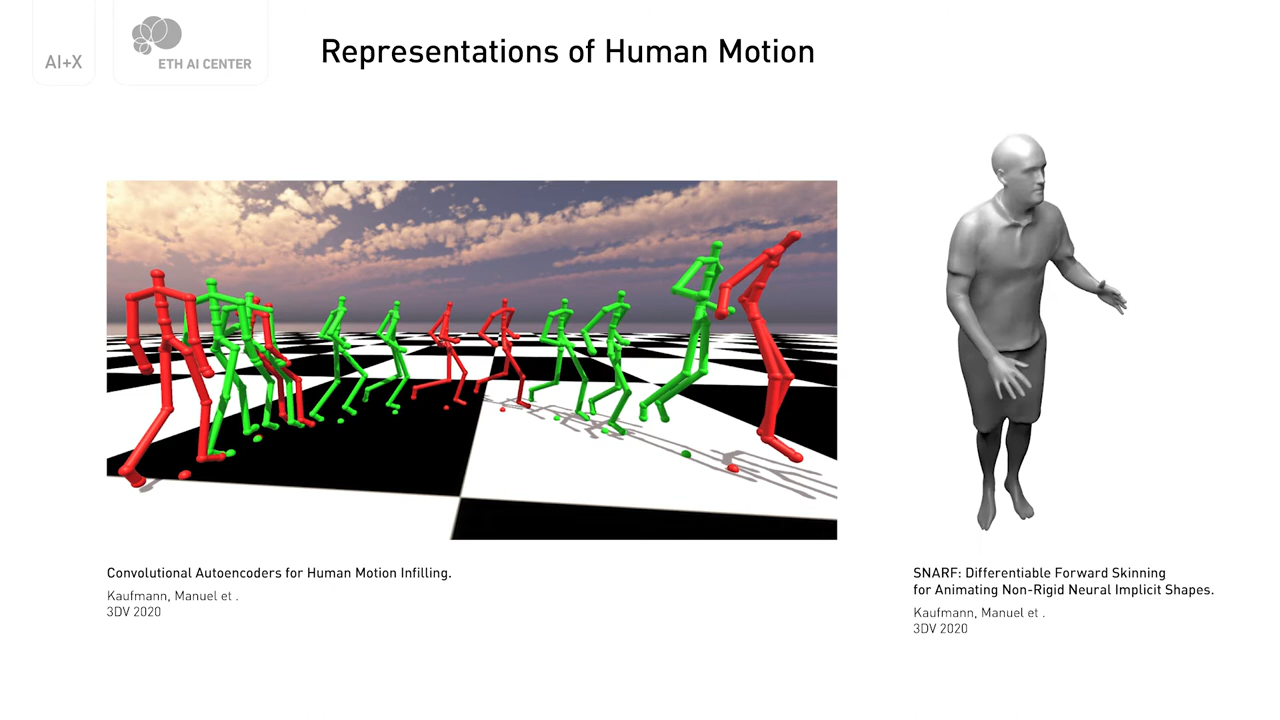 AI+X
ETH AI CENTER
Representations of Human Motion
Convolutional Autoencoders for Human Motion Infilling.
Kaufmann, Manuel et .
3DV 2020
SNARF: Differentiable Forward Skinning
for Animating Non-Rigid Neural Implicit Shapes.
Kaufmann, Manuel et .
3DV 2020